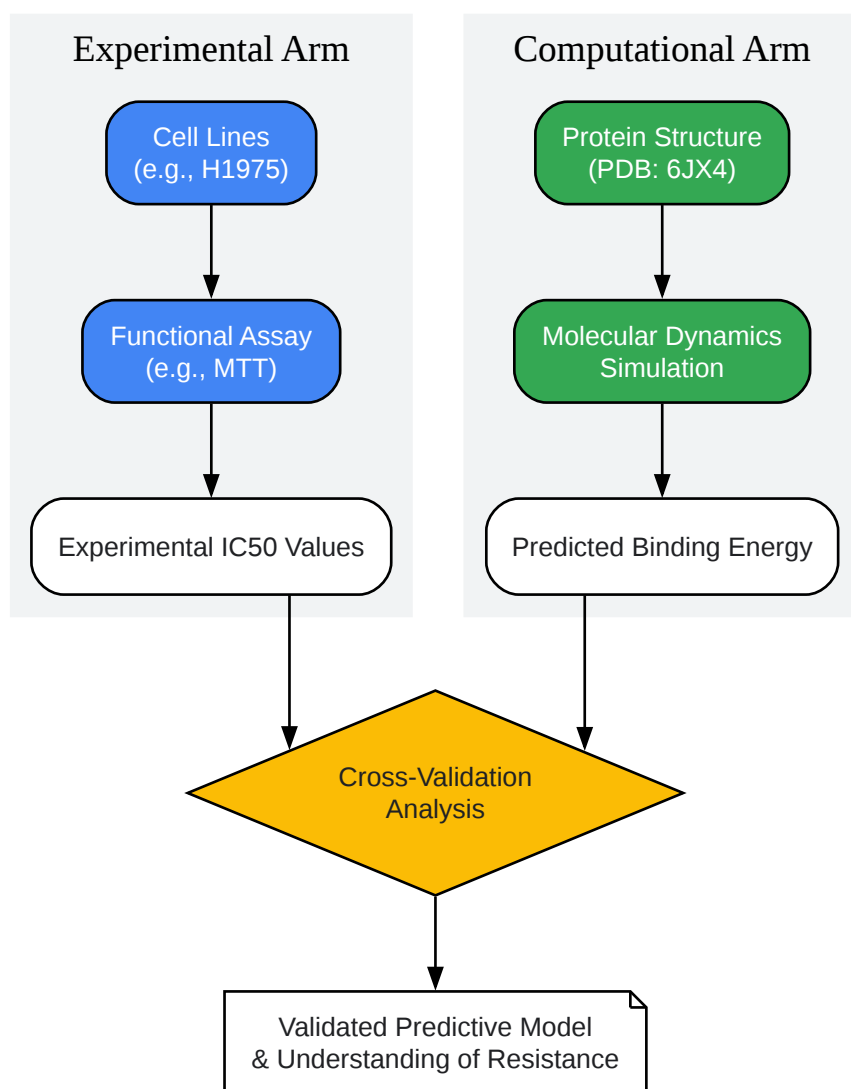 Experimental Arm
Cell Lines
(e.g., H1975)
Functional Assay
(e.g., MTT)
Experimental IC50 Values
Computational Arm
Protein Structure
(PDB: 6JX4)
Molecular Dynamics
Simulation
Predicted Binding Energy
Cross-Validation
Analysis
Validated Predictive Model
& Understanding of Resistance